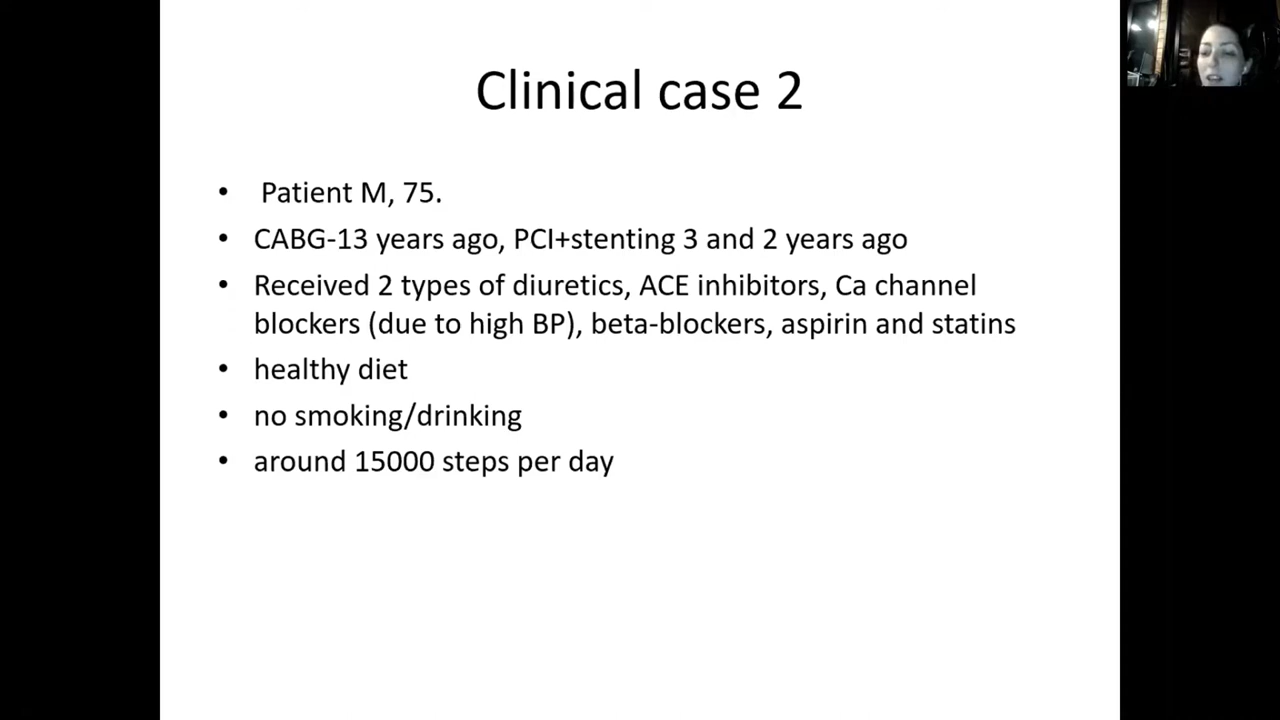 Clinical case 2
• Patient M, 75.
• CABG-13 years ago, PCI+stenting 3 and 2 years ago
• Received 2 types of diuretics, ACE inhibitors, Ca channel
blockers (due to high BP), beta-blockers, aspirin and statins
• healthy diet
• no smoking/drinking
• around 15000 steps per day